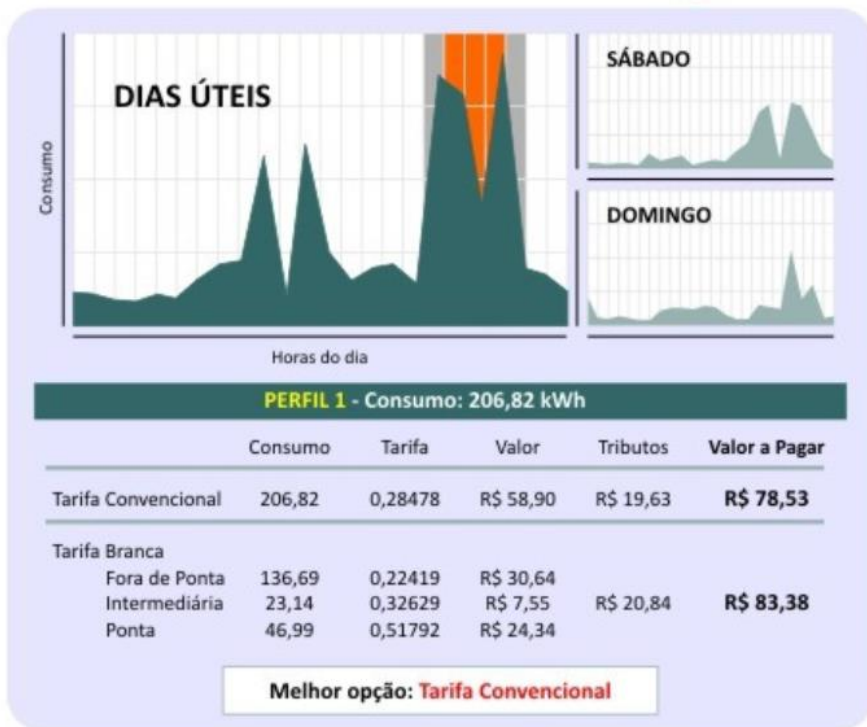 DIAS ÚTEIS
SÁBADO
DOMINGO
Consumo
Horas do dia
PERFIL 1 - Consumo: 206,82 kWh
Consumo Tarifa Valor Tributos Valor a Pagar
Tarifa Convencional 206,82 0,28478 R$ 58,90 R$ 19,63 R$ 78,53
Tarifa Branca
Fora de Ponta 136,69 0,22419 R$ 30,64
Intermediária 23,14 0,32629 R$ 7,55 R$ 20,84 R$ 83,38
Ponta 46,99 0,51792 R$ 24,34
Melhor opção: Tarifa Convencional